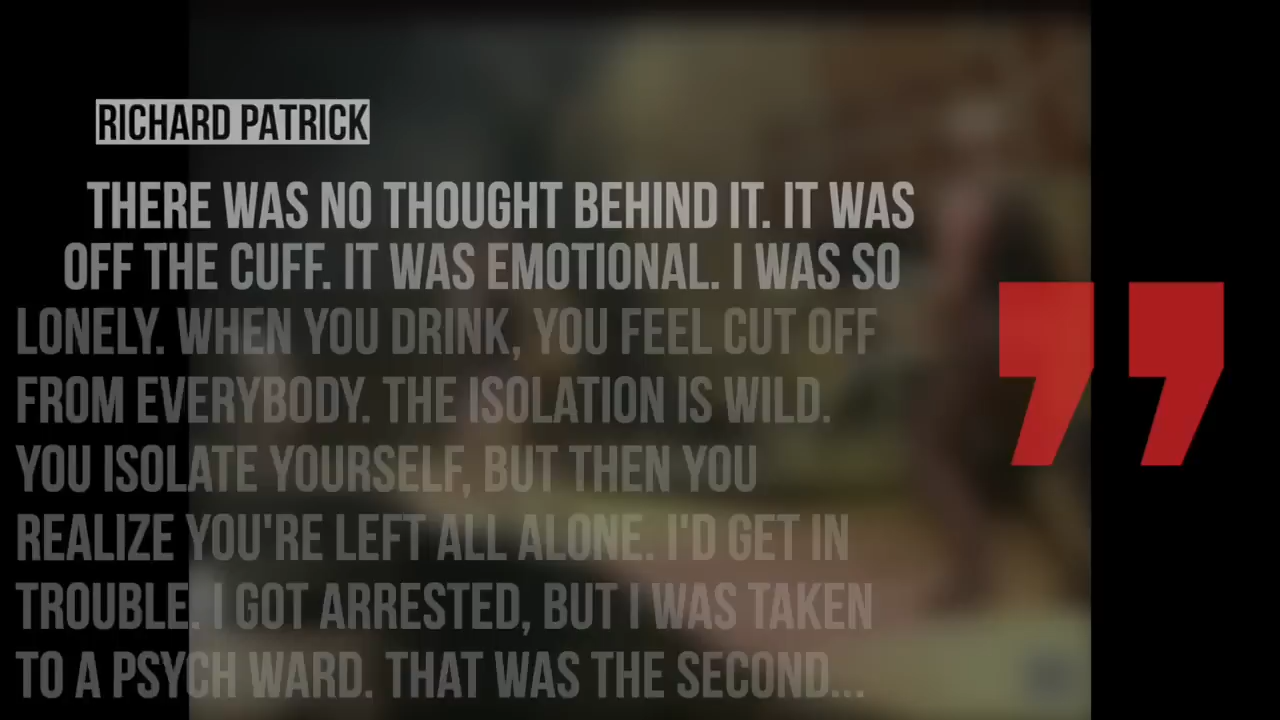 RICHARD PATRICK
THERE WAS NO THOUGHT BEHIND IT. IT WAS
OFF THE CUFF. IT WAS EMOTIONAL. I WAS SO
LONELY. WHEN YOU DRINK, YOU FEEL CUT OFF
FROM EVERYBODY. THE ISOLATION IS WILD.
YOU ISOLATE YOURSELF, BUT THEN YOU
REALIZE YOU'RE LEFT ALL ALONE. I'D GET IN
TROUBLE. I GOT ARRESTED, BUT I WAS TAKEN
TO A PSYCH WARD. THAT WAS THE SECOND...
”